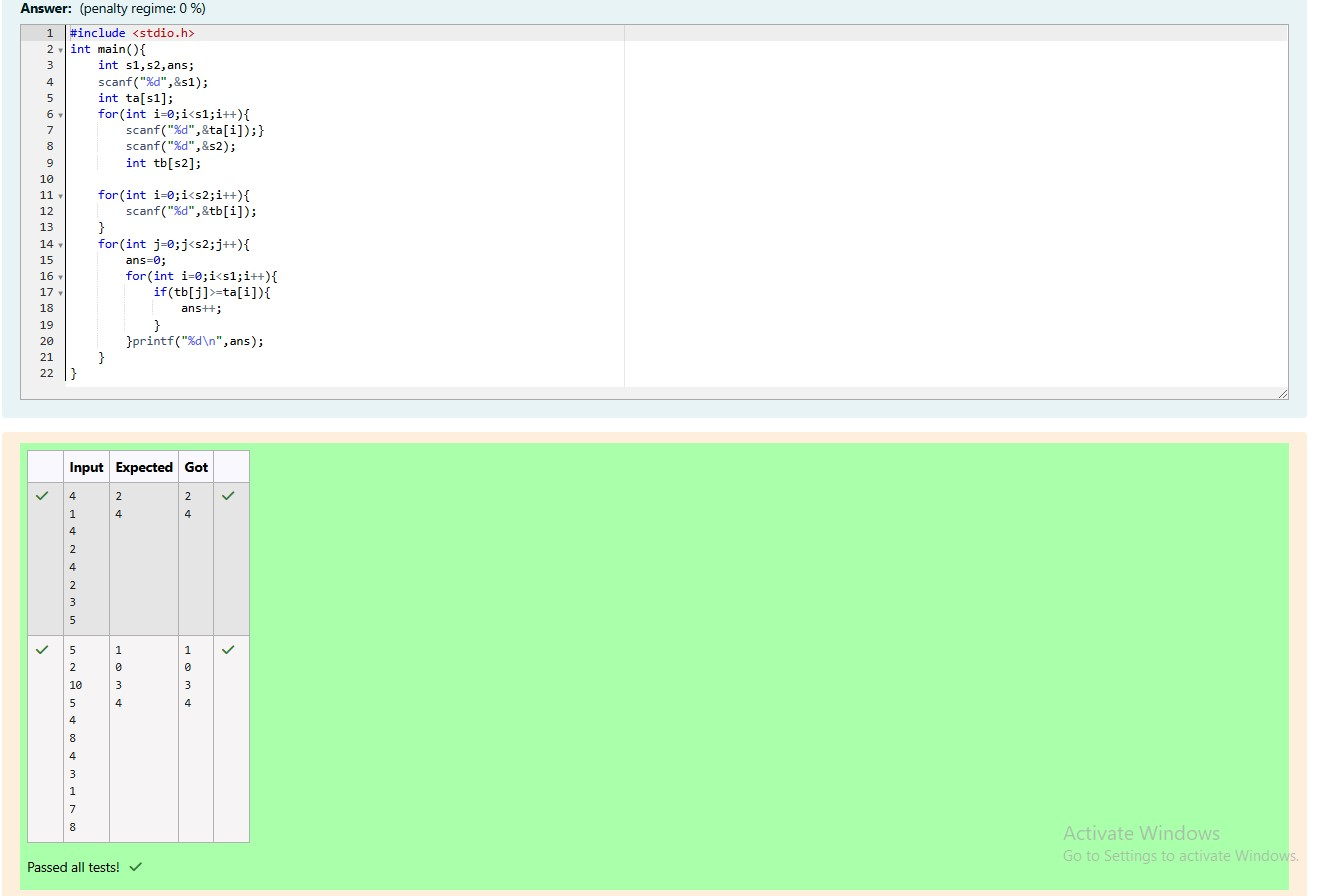 Answer: (penalty regime: 0 %)
1 #include <stdio.h>
2 int main(){
3     int s1,s2,ans;
4     scanf("%d",&s1);
5     int ta[s1];
6     for(int i=0;i<s1;i++){
7         scanf("%d",&ta[i]);}
8         scanf("%d",&s2);
9         int tb[s2];
10
11     for(int i=0;i<s2;i++){
12         scanf("%d",&tb[i]);
13     }
14     for(int j=0;j<s2;j++){
15         ans=0;
16         for(int i=0;i<s1;i++){
17             if(tb[j]>=ta[i]){
18                 ans++;
19             }
20         }printf("%d\n",ans);
21     }
22 }
Input Expected Got
4 2 2
1 4 4
4
2
4
2
3
5
5 1 1
2 0 0
10 3 3
5 4 4
4
8
4
3
1
7
8
Passed all tests!
Activate Windows
Go to Settings to activate Windows.